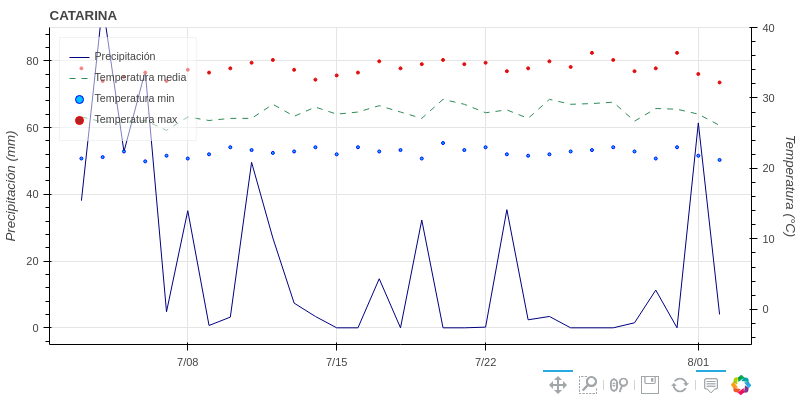 CATARINA
Precipitación
Temperatura media
Temperatura min
Temperatura max
Precipitación (mm)
80
60
40
20
0
Temperatura (°C)
40
30
20
10
0
7/08
7/15
7/22
8/01